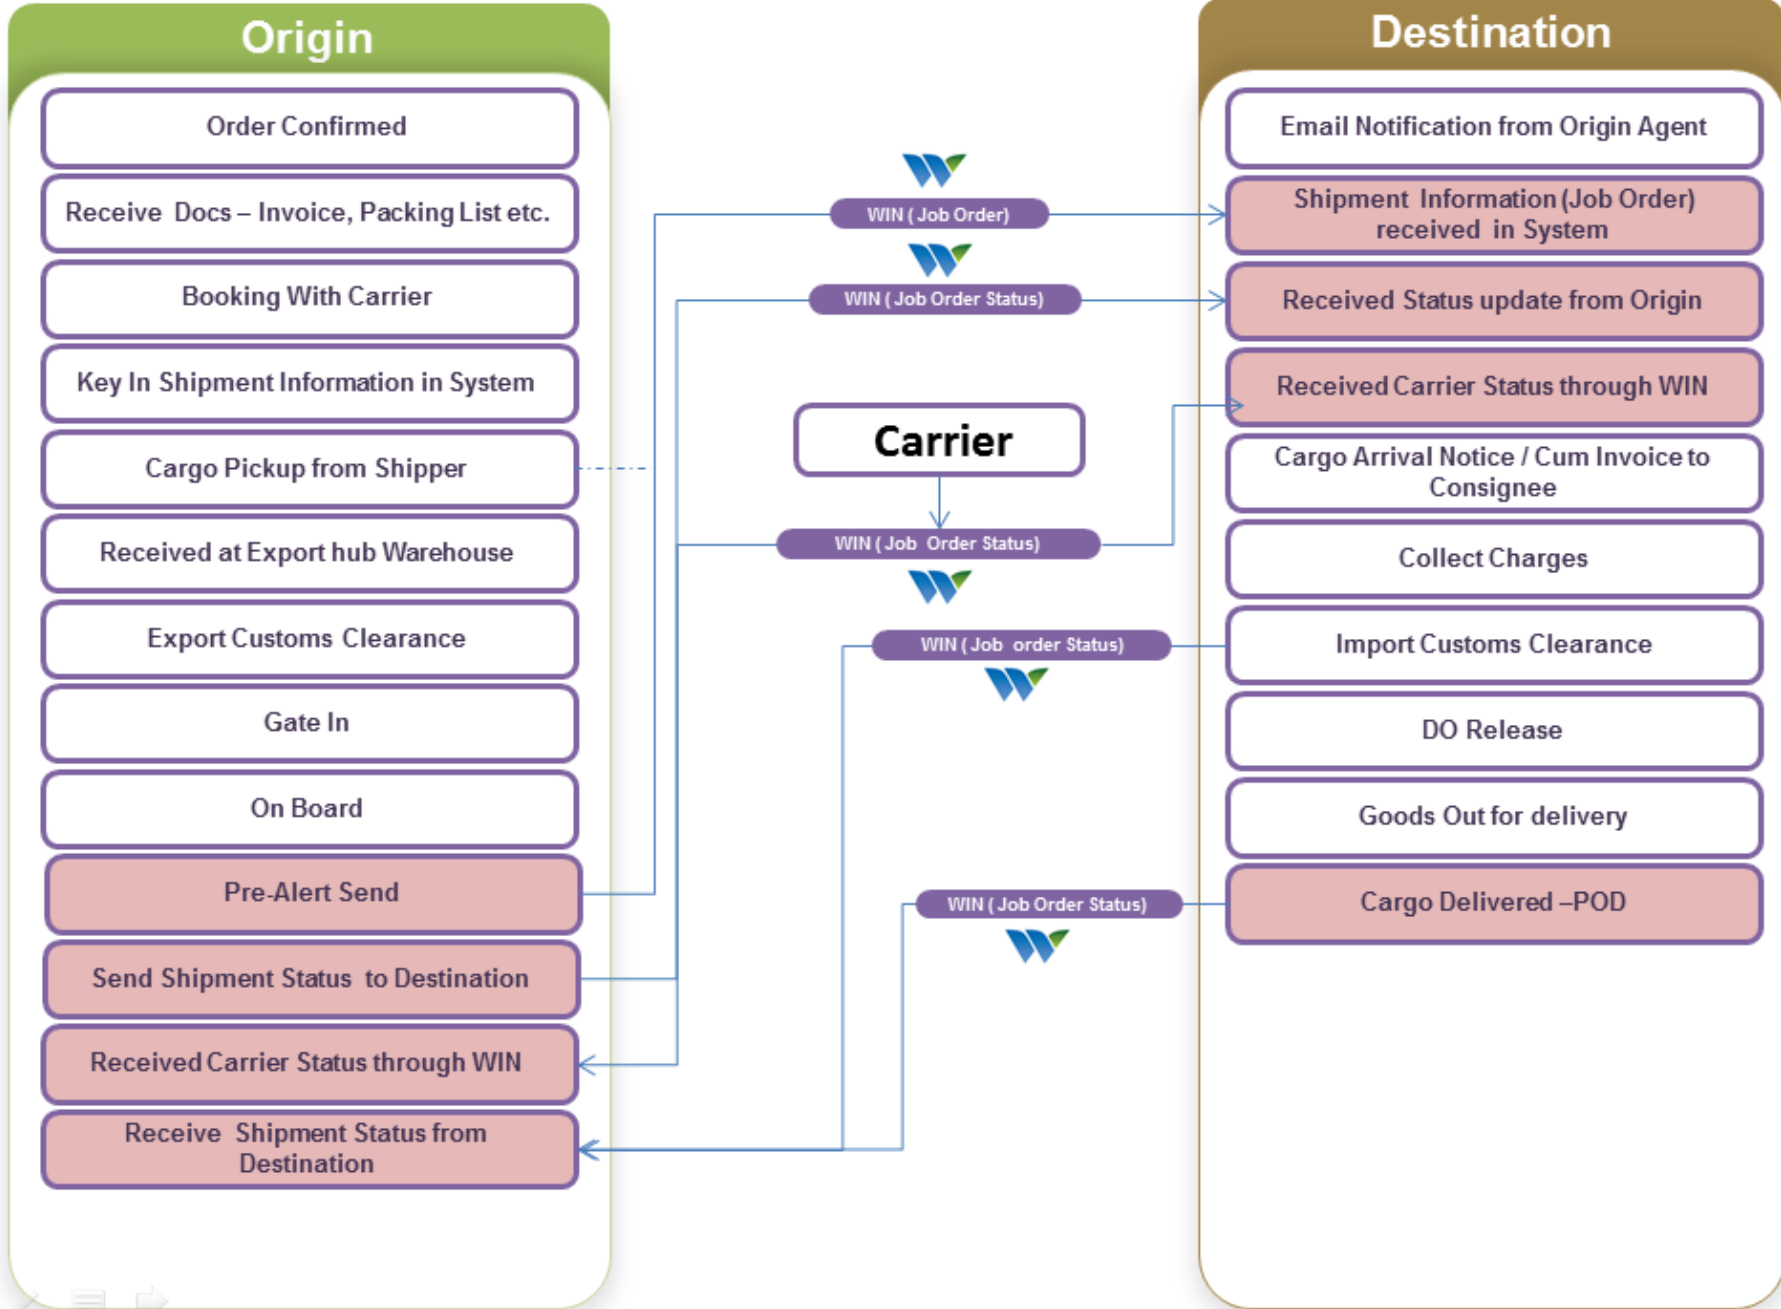 Origin
Order Confirmed
Receive Docs – Invoice, Packing List etc.
Booking With Carrier
Key In Shipment Information in System
Cargo Pickup from Shipper
Received at Export hub Warehouse
Export Customs Clearance
Gate In
On Board
Pre-Alert Send
Send Shipment Status to Destination
Received Carrier Status through WIN
Receive Shipment Status from
Destination
WIN ( Job Order)
WIN ( Job Order Status)
Carrier
WIN ( Job Order Status)
WIN ( Job order Status)
WIN ( Job Order Status)
Destination
Email Notification from Origin Agent
Shipment Information (Job Order)
received in System
Received Status update from Origin
Received Carrier Status through WIN
Cargo Arrival Notice / Cum Invoice to
Consignee
Collect Charges
Import Customs Clearance
DO Release
Goods Out for delivery
Cargo Delivered –POD